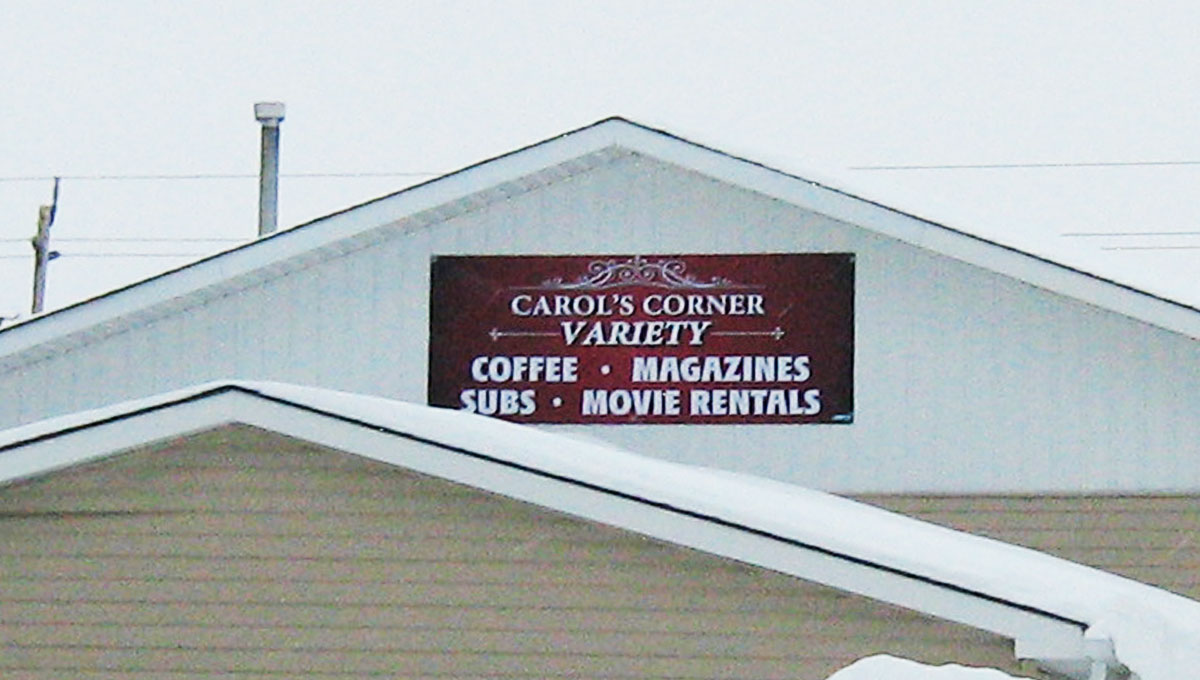 CAROL'S CORNER
VARIETY
COFFEE • MAGAZINES
SUBS • MOVIE RENTALS